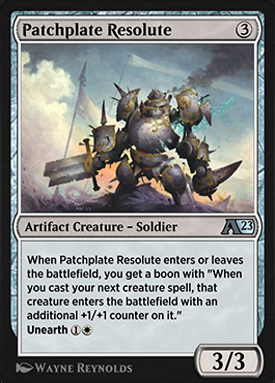 Patchplate Resolute 3
Artifact Creature – Soldier A23
When Patchplate Resolute enters or leaves
the battlefield, you get a boon with "When
you cast your next creature spell, that
creature enters the battlefield with an
additional +1/+1 counter on it."
Unearth 1
WAYNE REYNOLDS
3/3